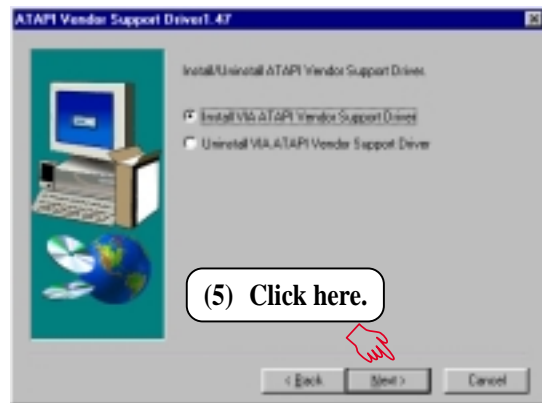 ATAPI Vendor Support Driver1.47
Install/Uninstall ATAPI Vendor Support Driver.
Install VIA ATAPI Vendor Support Driver
Uninstall VIA ATAPI Vendor Support Driver
(5) Click here.
< Back Next > Cancel